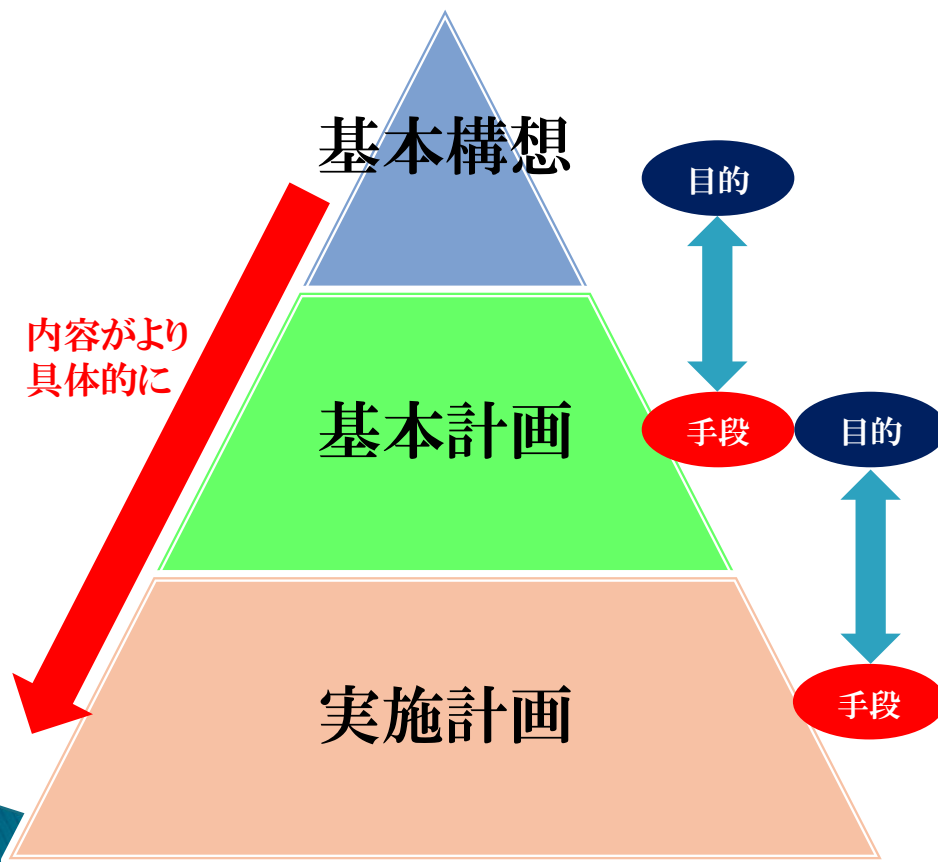 基本構想
目的
内容がより
具体的に
基本計画
手段
目的
実施計画
手段